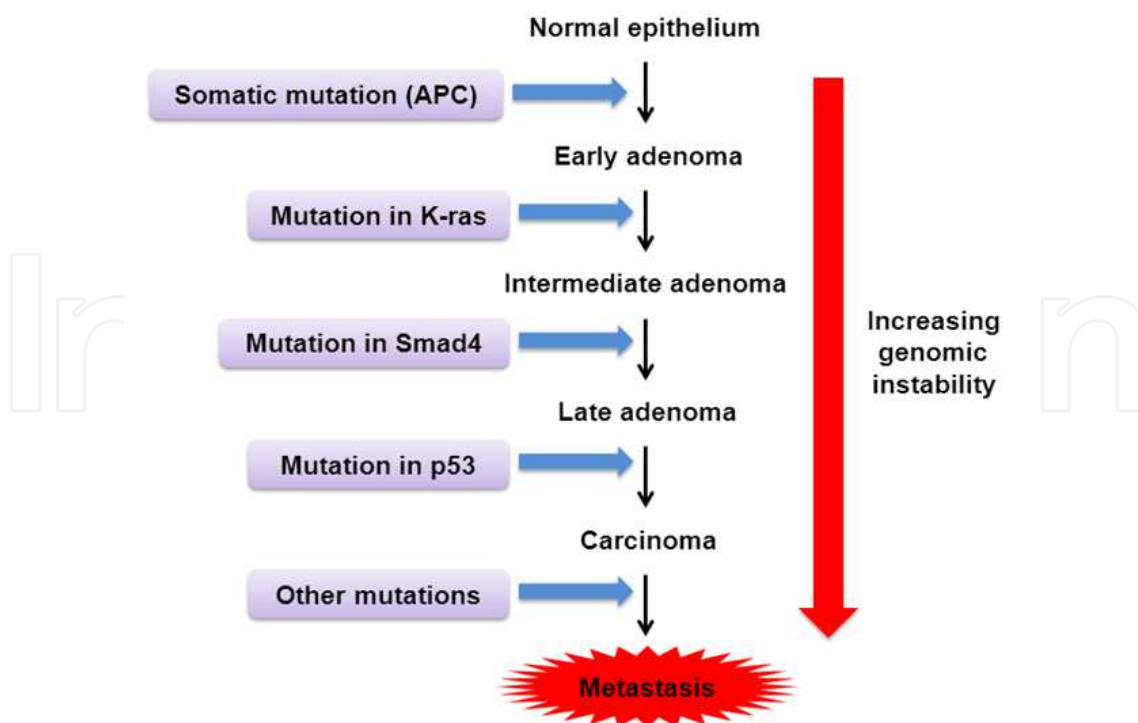 Normal epithelium
Somatic mutation (APC)
Early adenoma
Mutation in K-ras
Intermediate adenoma
Mutation in Smad4
Late adenoma
Mutation in p53
Carcinoma
Other mutations
Metastasis
Increasing
genomic
instability